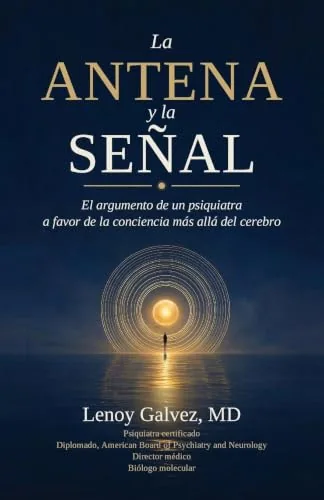 La
ANTENA
y la
SEÑAL
El argumento de un psiquiatra
a favor de la conciencia más allá del cerebro
Lenoy Galvez, MD
Psiquiatra certificado
Diplomado, American Board of Psychiatry and Neurology
Director médico
Biólogo molecular